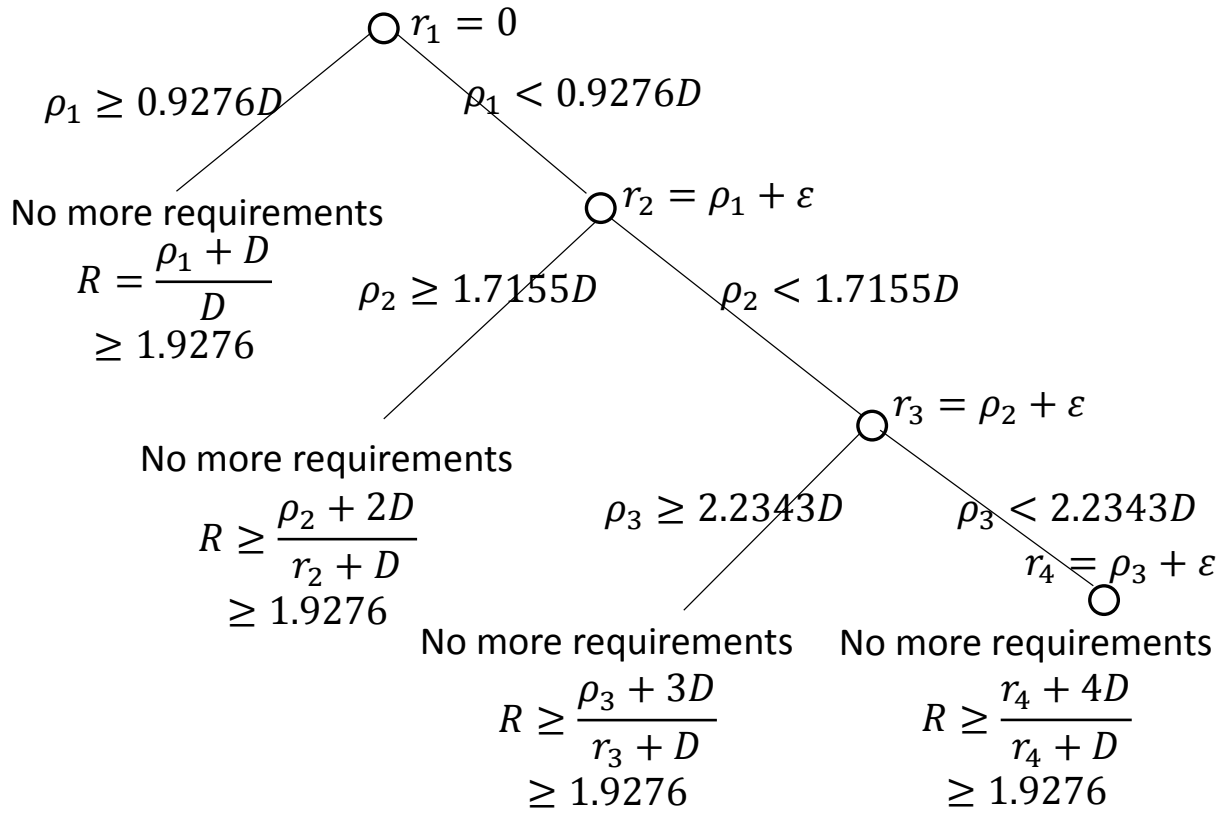 r₁ = 0
ρ₁ ≥ 0.9276D
ρ₁ < 0.9276D
No more requirements
R = (ρ₁ + D)/D
≥ 1.9276
r₂ = ρ₁ + ε
ρ₂ ≥ 1.7155D
ρ₂ < 1.7155D
No more requirements
R ≥ (ρ₂ + 2D)/(r₂ + D)
≥ 1.9276
r₃ = ρ₂ + ε
ρ₃ ≥ 2.2343D
ρ₃ < 2.2343D
r₄ = ρ₃ + ε
No more requirements
R ≥ (ρ₃ + 3D)/(r₃ + D)
≥ 1.9276
No more requirements
R ≥ (r₄ + 4D)/(r₄ + D)
≥ 1.9276